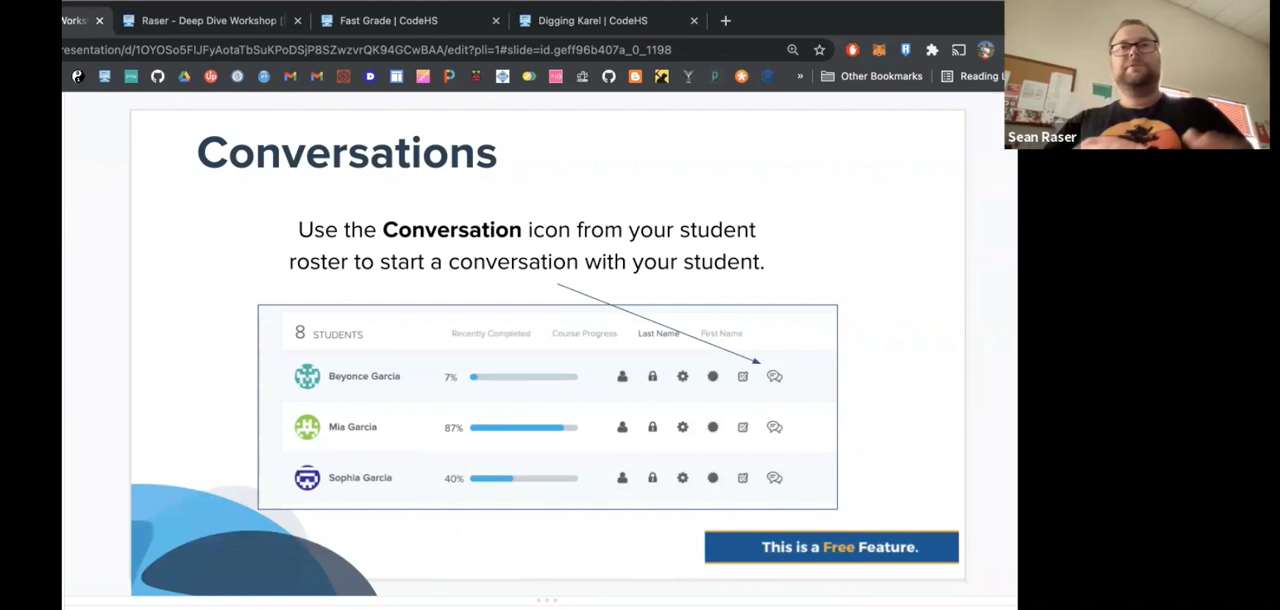 Works
Raser - Deep Dive Workshop |
Fast Grade | CodeHS
Digging Karel | CodeHS
resentation/d/1OYOSo5FIJFyAotaTbSuKPoDSjP8SZwzvrQK94GCwBAA/edit?pli=1#slide=id.geff96b407a_0_1198
Other Bookmarks
Reading L
Sean Raser
Conversations
Use the Conversation icon from your student
roster to start a conversation with your student.
8 STUDENTS
Recently Completed
Course Progress
Last Name
First Name
Beyonce Garcia
7%
Mia Garcia
87%
Sophia Garcia
40%
This is a Free Feature.